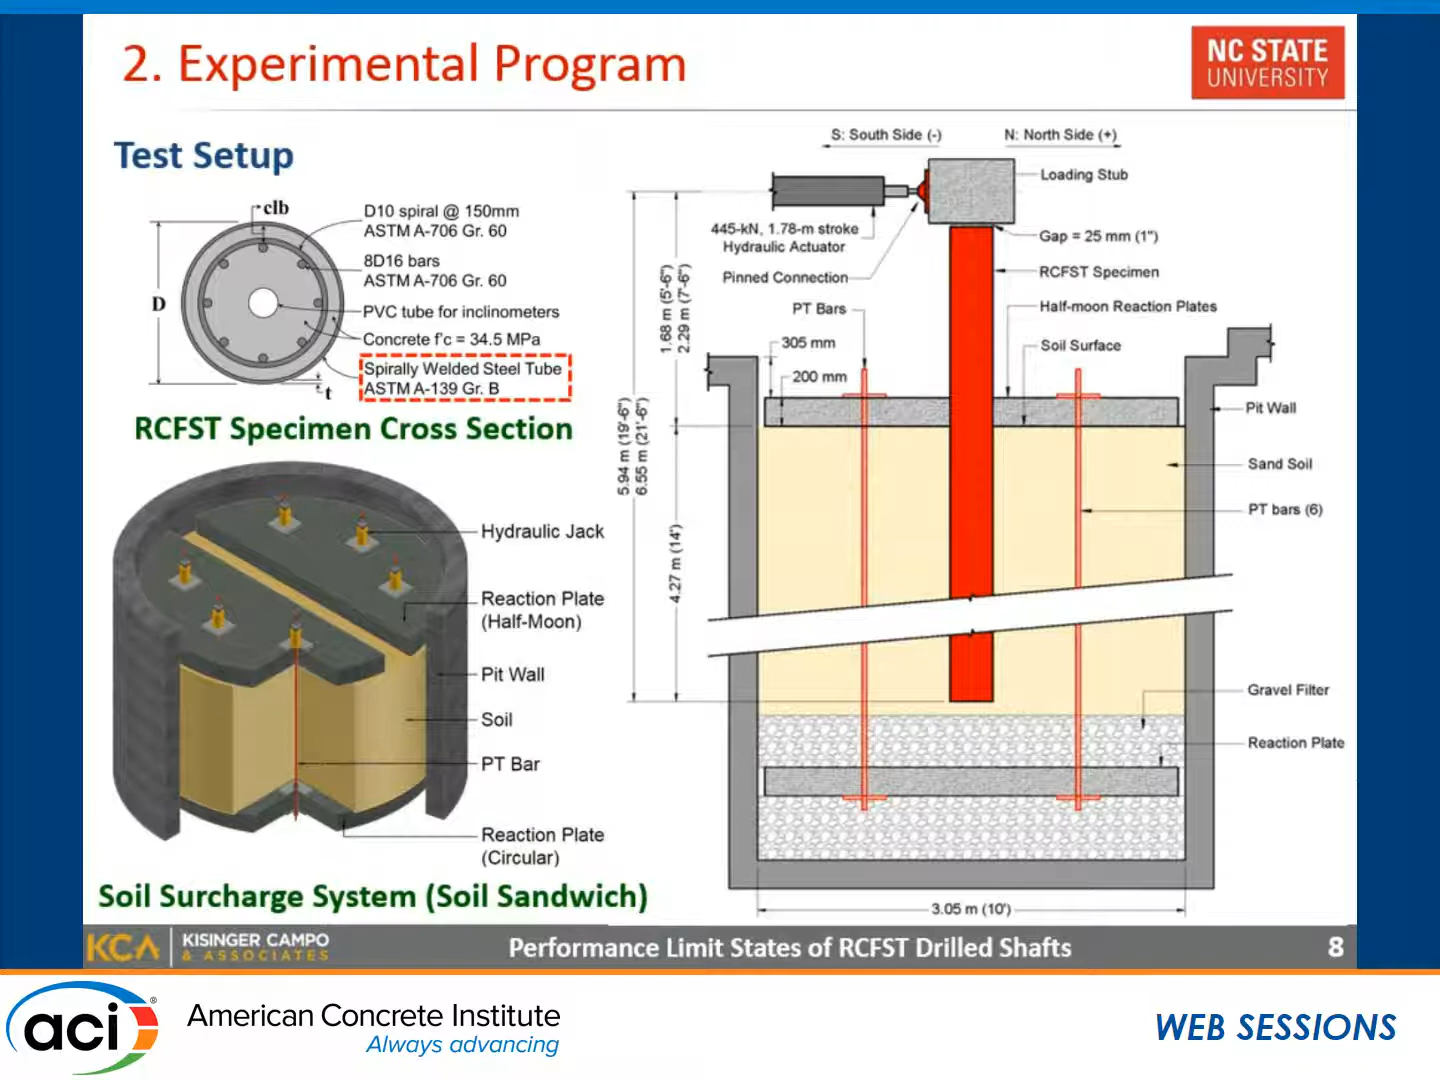 2. Experimental Program
NC STATE
UNIVERSITY
Test Setup
clb
D
t
D10 spiral @ 150mm
ASTM A-706 Gr. 60
8D16 bars
ASTM A-706 Gr. 60
PVC tube for inclinometers
Concrete f'c = 34.5 MPa
Spirally Welded Steel Tube
ASTM A-139 Gr. B
RCFST Specimen Cross Section
Hydraulic Jack
Reaction Plate
(Half-Moon)
Pit Wall
Soil
PT Bar
Reaction Plate
(Circular)
Soil Surcharge System (Soil Sandwich)
S: South Side (-)
N: North Side (+)
Loading Stub
445-kN, 1.78-m stroke
Hydraulic Actuator
Gap = 25 mm (1")
Pinned Connection
RCFST Specimen
PT Bars
Half-moon Reaction Plates
305 mm
Soil Surface
200 mm
1.68 m (5'-6")
2.29 m (7'-6")
5.94 m (19'-6")
6.55 m (21'-6")
4.27 m (14')
Pit Wall
Sand Soil
PT bars (6)
Gravel Filter
Reaction Plate
3.05 m (10')
KCA
KISINGER CAMPO
& ASSOCIATES
Performance Limit States of RCFST Drilled Shafts
8
aci
®
American Concrete Institute
Always advancing
WEB SESSIONS